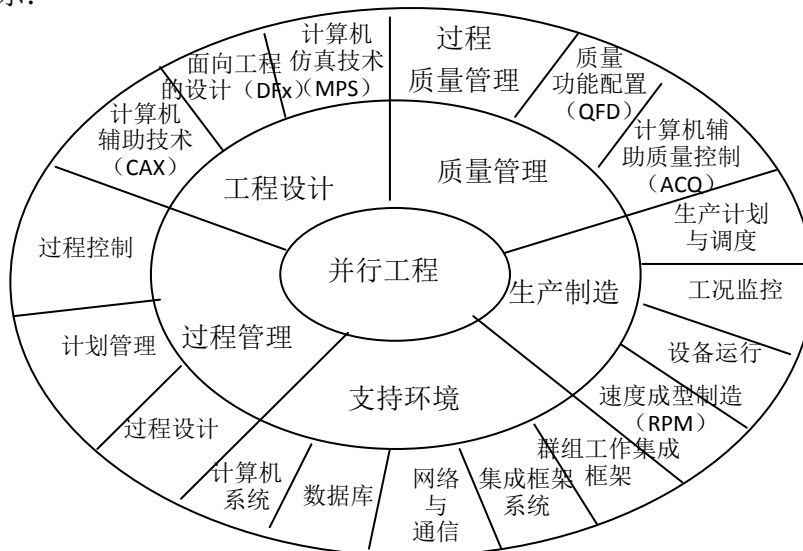 计算机
仿真技术
(MPS)
面向工程
的设计（DFx）
计算机
辅助技术
（CAX）
过程
质量管理
质量
功能配置
（QFD）
计算机辅
助质量控制
（ACQ）
工程设计
质量管理
生产计划
与调度
过程控制
并行工程
生产制造
工况监控
计划管理
过程管理
设备运行
支持环境
速度成型制造
（RPM）
过程设计
计算机
系统
数据库
网络
与
通信
集成框架
系统
群组工作集成
框架